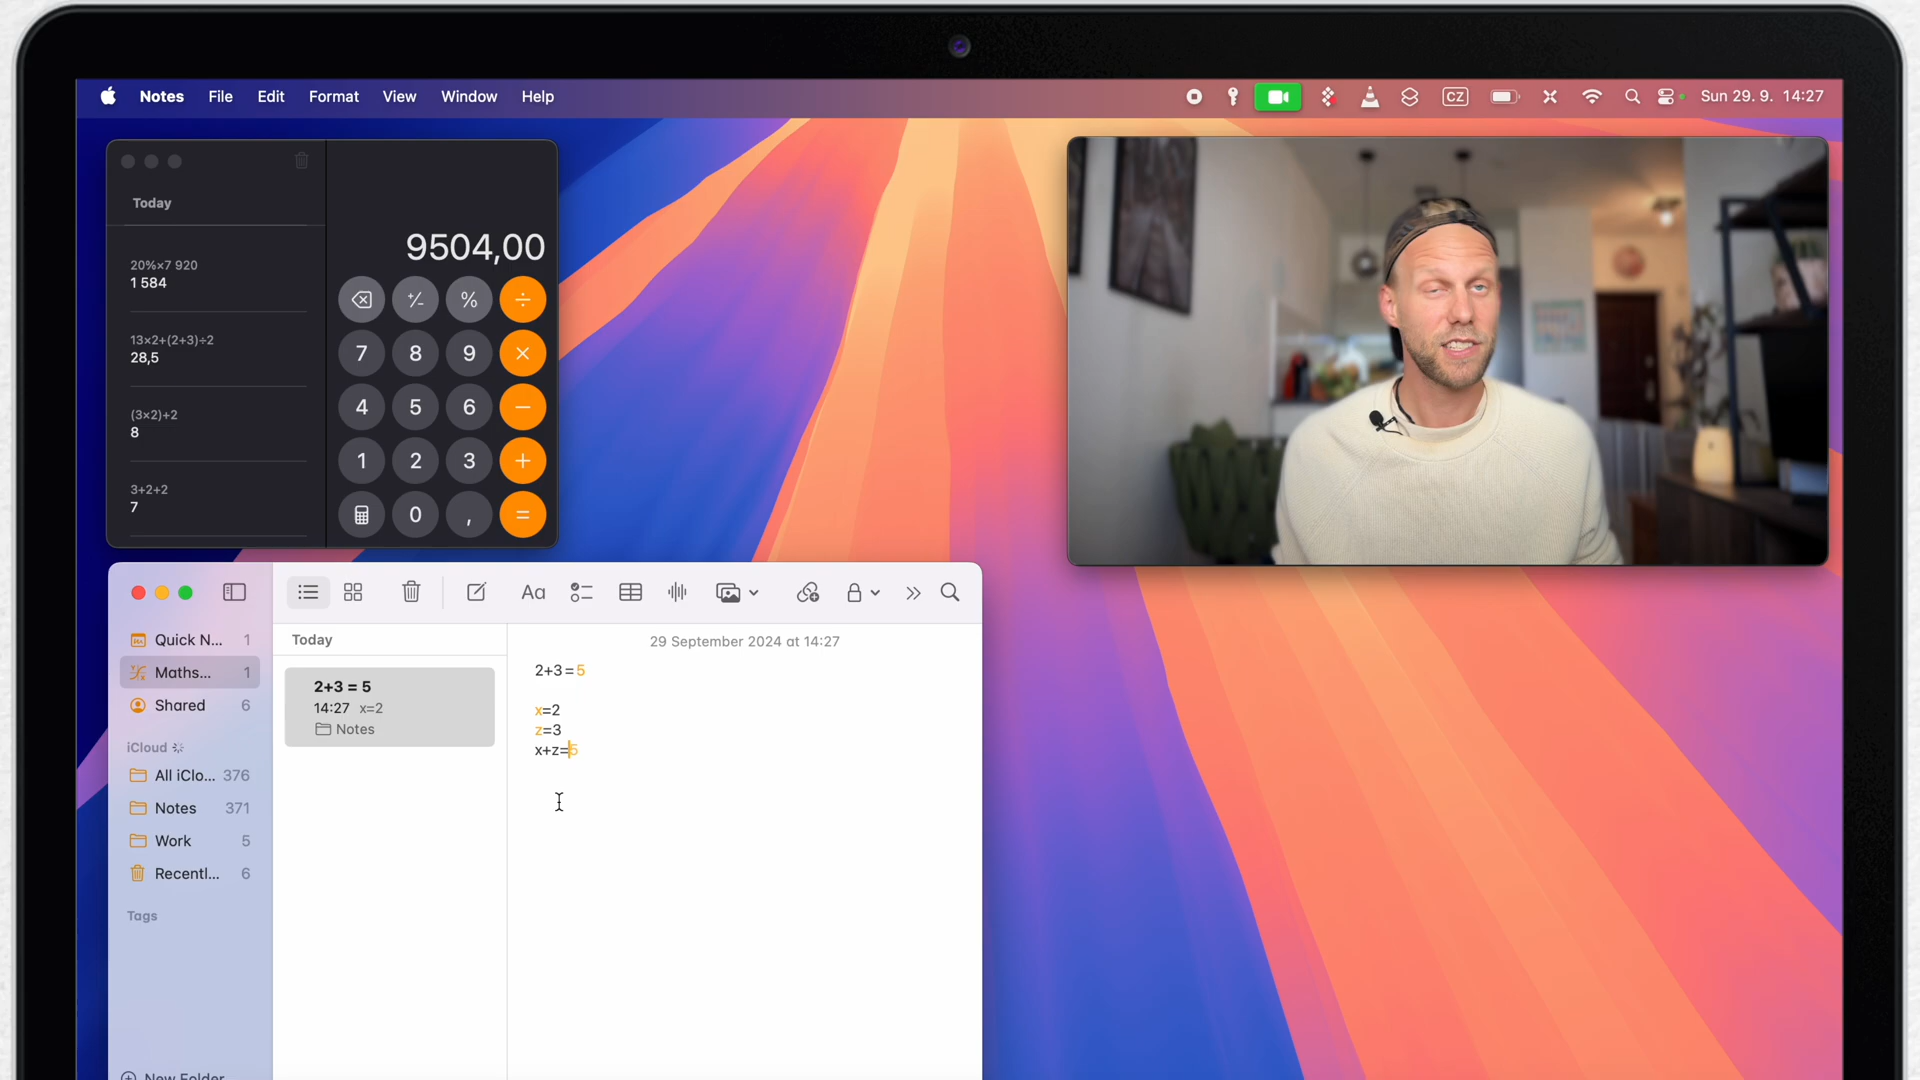 Notes File Edit Format View Window Help CZ Sun 29. 9. 14:27
Today
9504,00
20%×7 920
1 584
13×2+(2+3)÷2
28,5
(3×2)+2
8
3+2+2
7
+⁄− % ÷
7 8 9 ×
4 5 6 −
1 2 3 +
0 , =
Aa
Quick N... 1
Maths... 1
Shared 6
iCloud
All iClo... 376
Notes 371
Work 5
Recentl... 6
Tags
New Folder
Today
2+3 = 5
14:27 x=2
Notes
29 September 2024 at 14:27
2+3=5
x=2
z=3
x+z=5